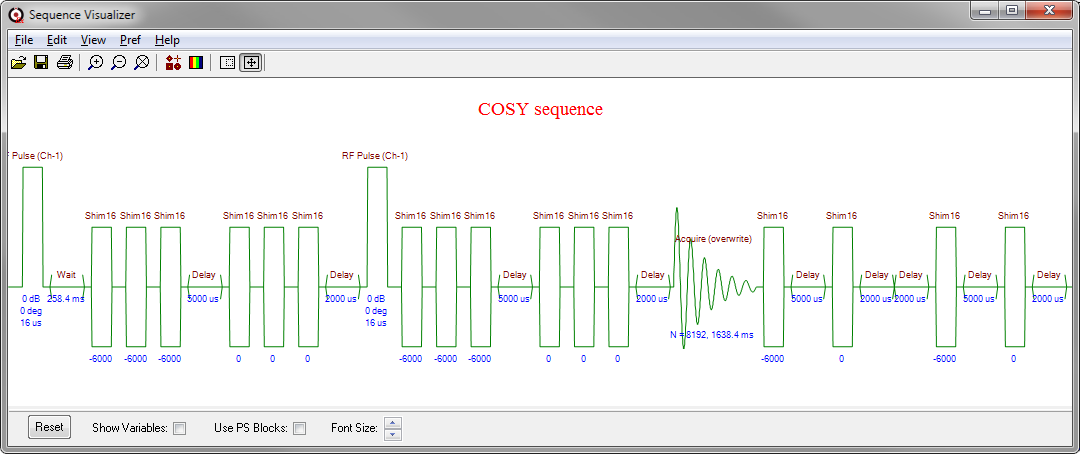 Sequence Visualizer
File Edit View Pref Help
COSY sequence
Pulse (Ch-1) RF Pulse (Ch-1)
Shim16 Shim16 Shim16 Shim16 Shim16 Shim16 Shim16 Shim16 Shim16 Shim16 Shim16 Shim16 Shim16 Shim16 Shim16 Shim16
Acquire (overwrite)
Wait Delay Delay Delay Delay Delay Delay Delay Delay Delay
0 dB 258.4 ms 5000 us 2000 us 0 dB 5000 us 2000 us 5000 us 2000 us 2000 us 5000 us 2000 us
0 deg 0 deg
16 us 16 us
N = 8192, 1638.4 ms
-6000 -6000 -6000 0 0 0 -6000 -6000 -6000 0 0 0 -6000 0 -6000 0
Reset Show Variables: Use PS Blocks: Font Size: